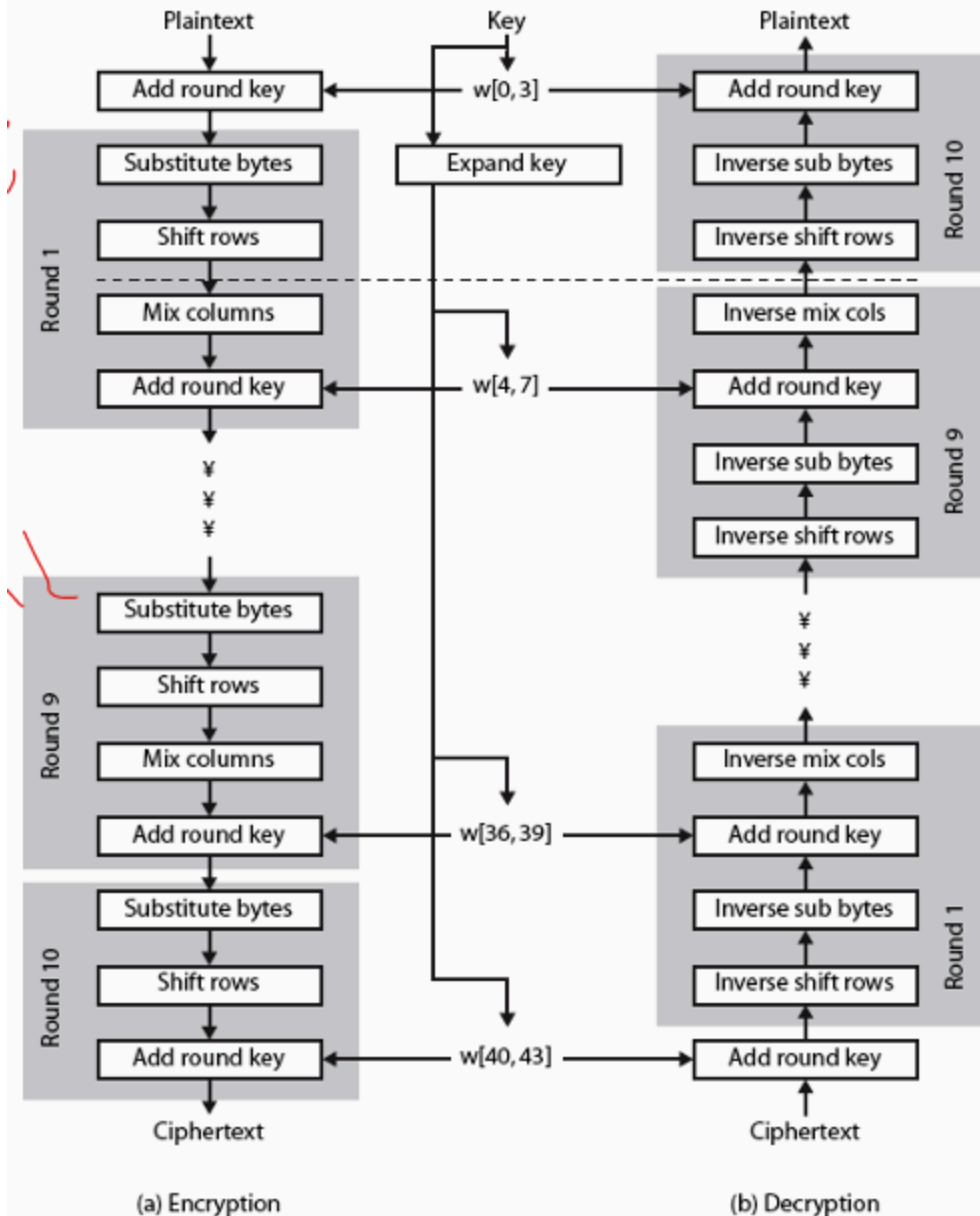 Plaintext
Add round key
Round 1
Substitute bytes
Shift rows
Mix columns
Add round key
¥
¥
¥
Round 9
Substitute bytes
Shift rows
Mix columns
Add round key
Round 10
Substitute bytes
Shift rows
Add round key
Ciphertext
(a) Encryption
Key
w[0, 3]
Expand key
w[4, 7]
w[36, 39]
w[40, 43]
Plaintext
Add round key
Inverse sub bytes
Inverse shift rows
Round 10
Inverse mix cols
Add round key
Inverse sub bytes
Inverse shift rows
Round 9
¥
¥
¥
Inverse mix cols
Add round key
Inverse sub bytes
Inverse shift rows
Round 1
Add round key
Ciphertext
(b) Decryption